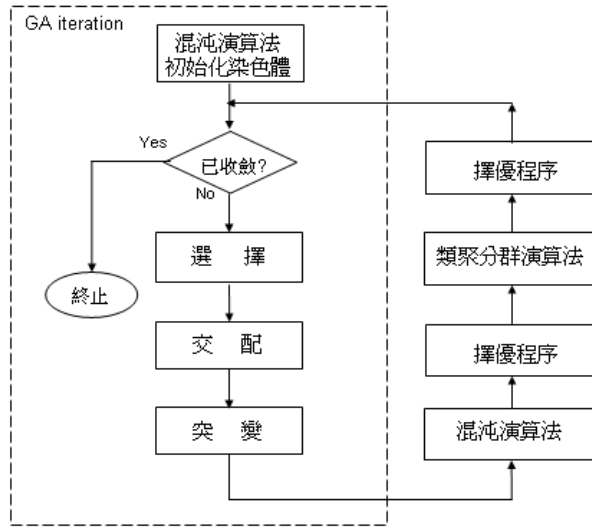 GA iteration
混沌演算法
初始化染色體
Yes
已收斂?
No
選 擇
終止
交 配
突 變
擇優程序
類聚分群演算法
擇優程序
混沌演算法